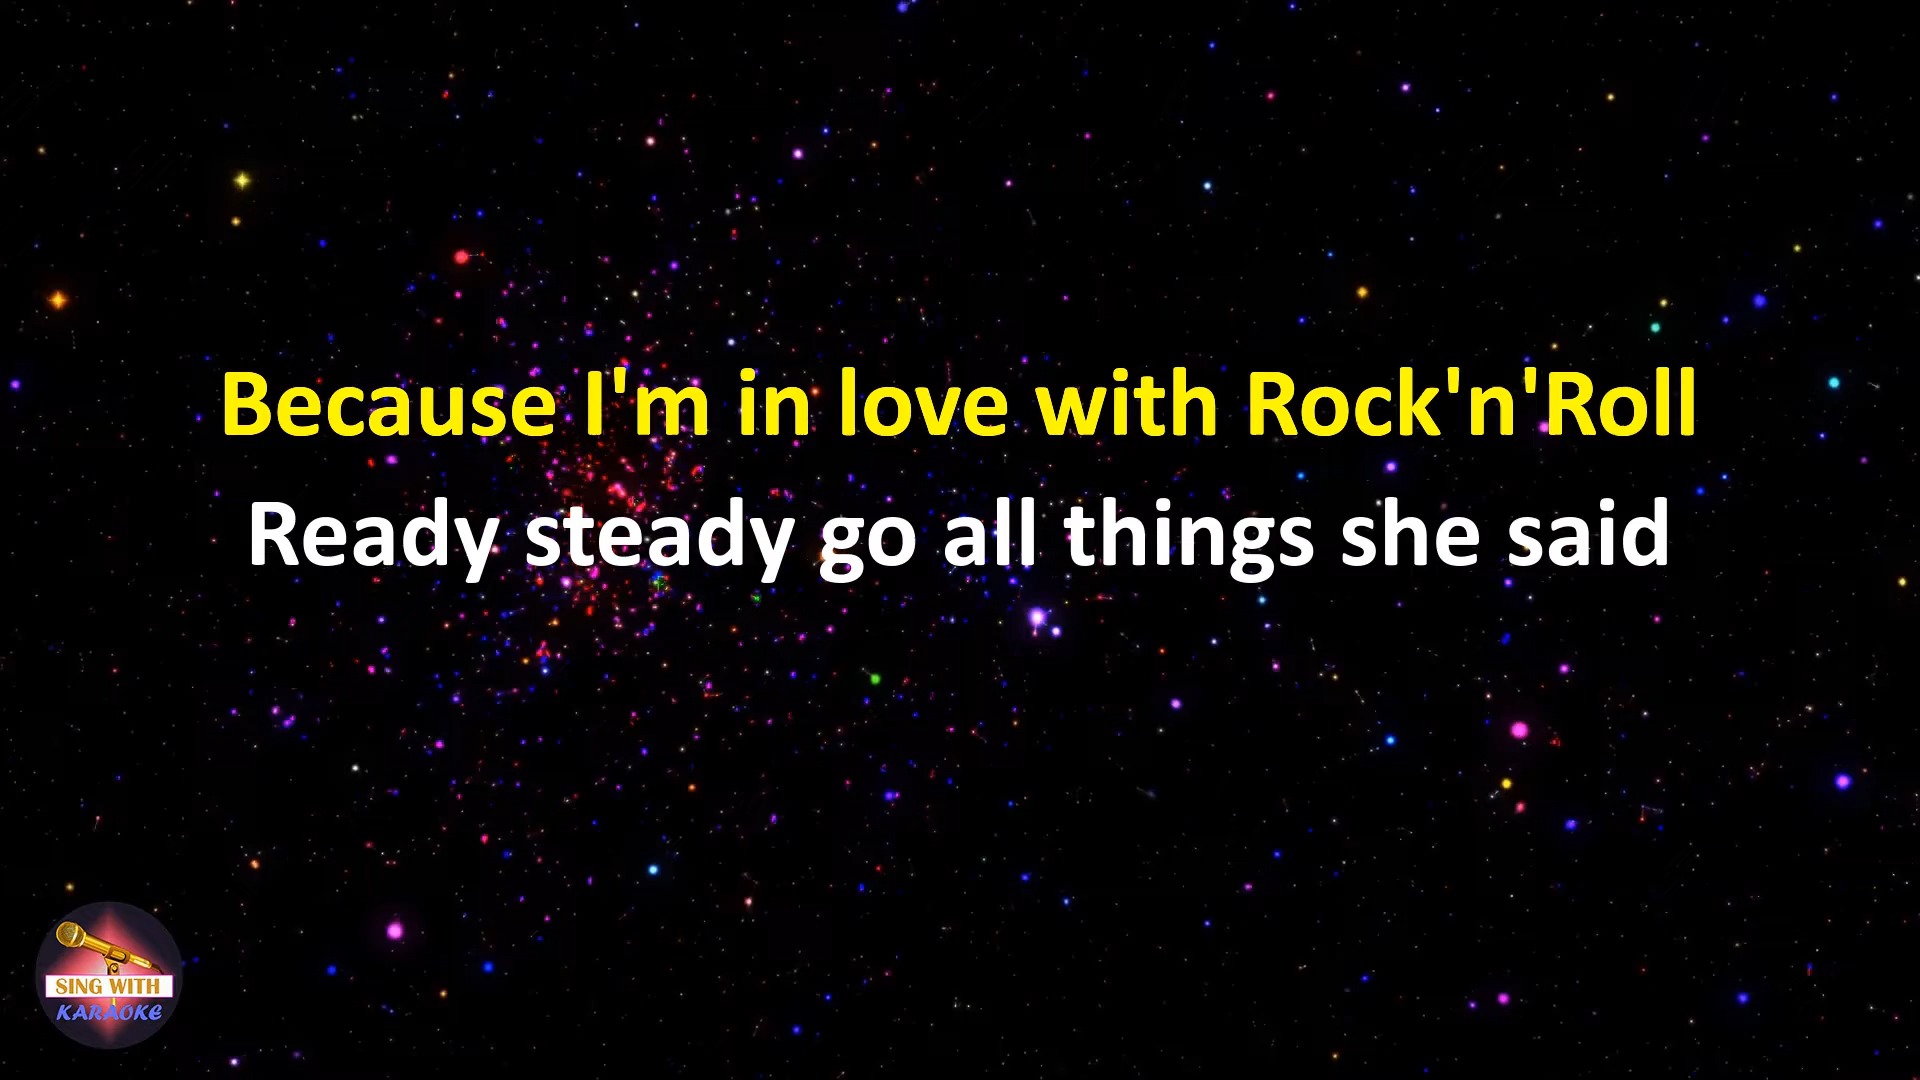 Because I'm in love with Rock'n'Roll
Ready steady go all things she said
SING WITH
KARAOKE